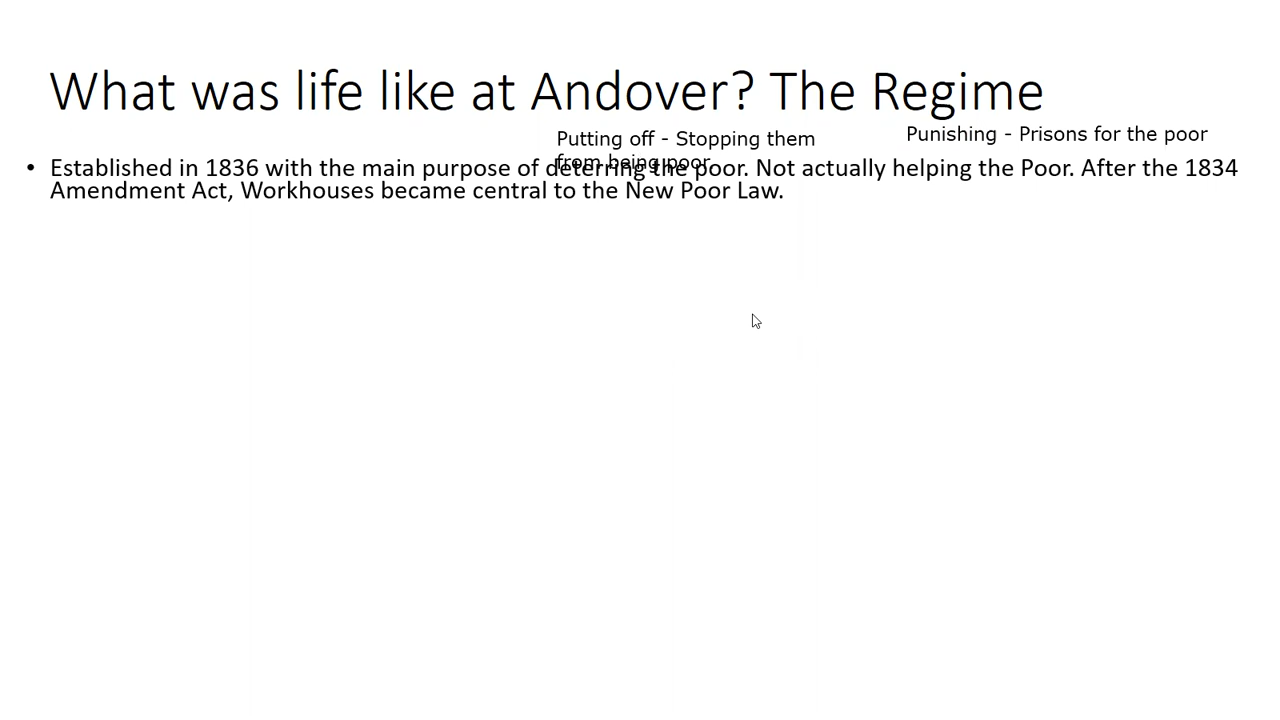 What was life like at Andover? The Regime
Putting off - Stopping them
from being poor
Punishing - Prisons for the poor
• Established in 1836 with the main purpose of deterring the poor. Not actually helping the Poor. After the 1834
Amendment Act, Workhouses became central to the New Poor Law.